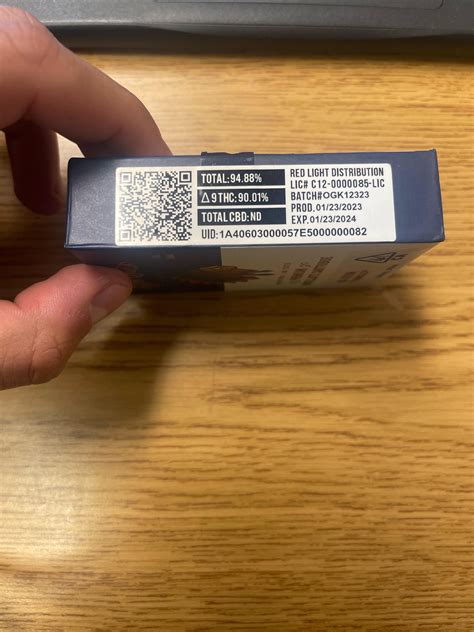 TOTAL:94.88%
Δ9THC:90.01%
TOTAL CBD:ND
RED LIGHT DISTRIBUTION
LIC# C12-0000085-LIC
BATCH#OGK12323
PROD.01/23/2023
EXP.01/23/2024
UID:1A40603000057E5000000082